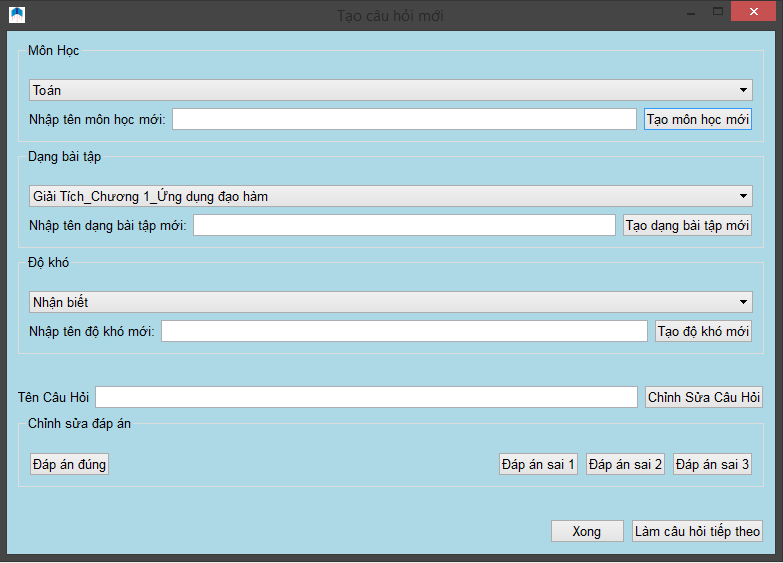 Tạo câu hỏi mới
Môn Học
Toán
Nhập tên môn học mới: Tạo môn học mới
Dạng bài tập
Giải Tích_Chương 1_Ứng dụng đạo hàm
Nhập tên dạng bài tập mới: Tạo dạng bài tập mới
Độ khó
Nhận biết
Nhập tên độ khó mới: Tạo độ khó mới
Tên Câu Hỏi Chỉnh Sửa Câu Hỏi
Chỉnh sửa đáp án
Đáp án đúng Đáp án sai 1 Đáp án sai 2 Đáp án sai 3
Xong Làm câu hỏi tiếp theo